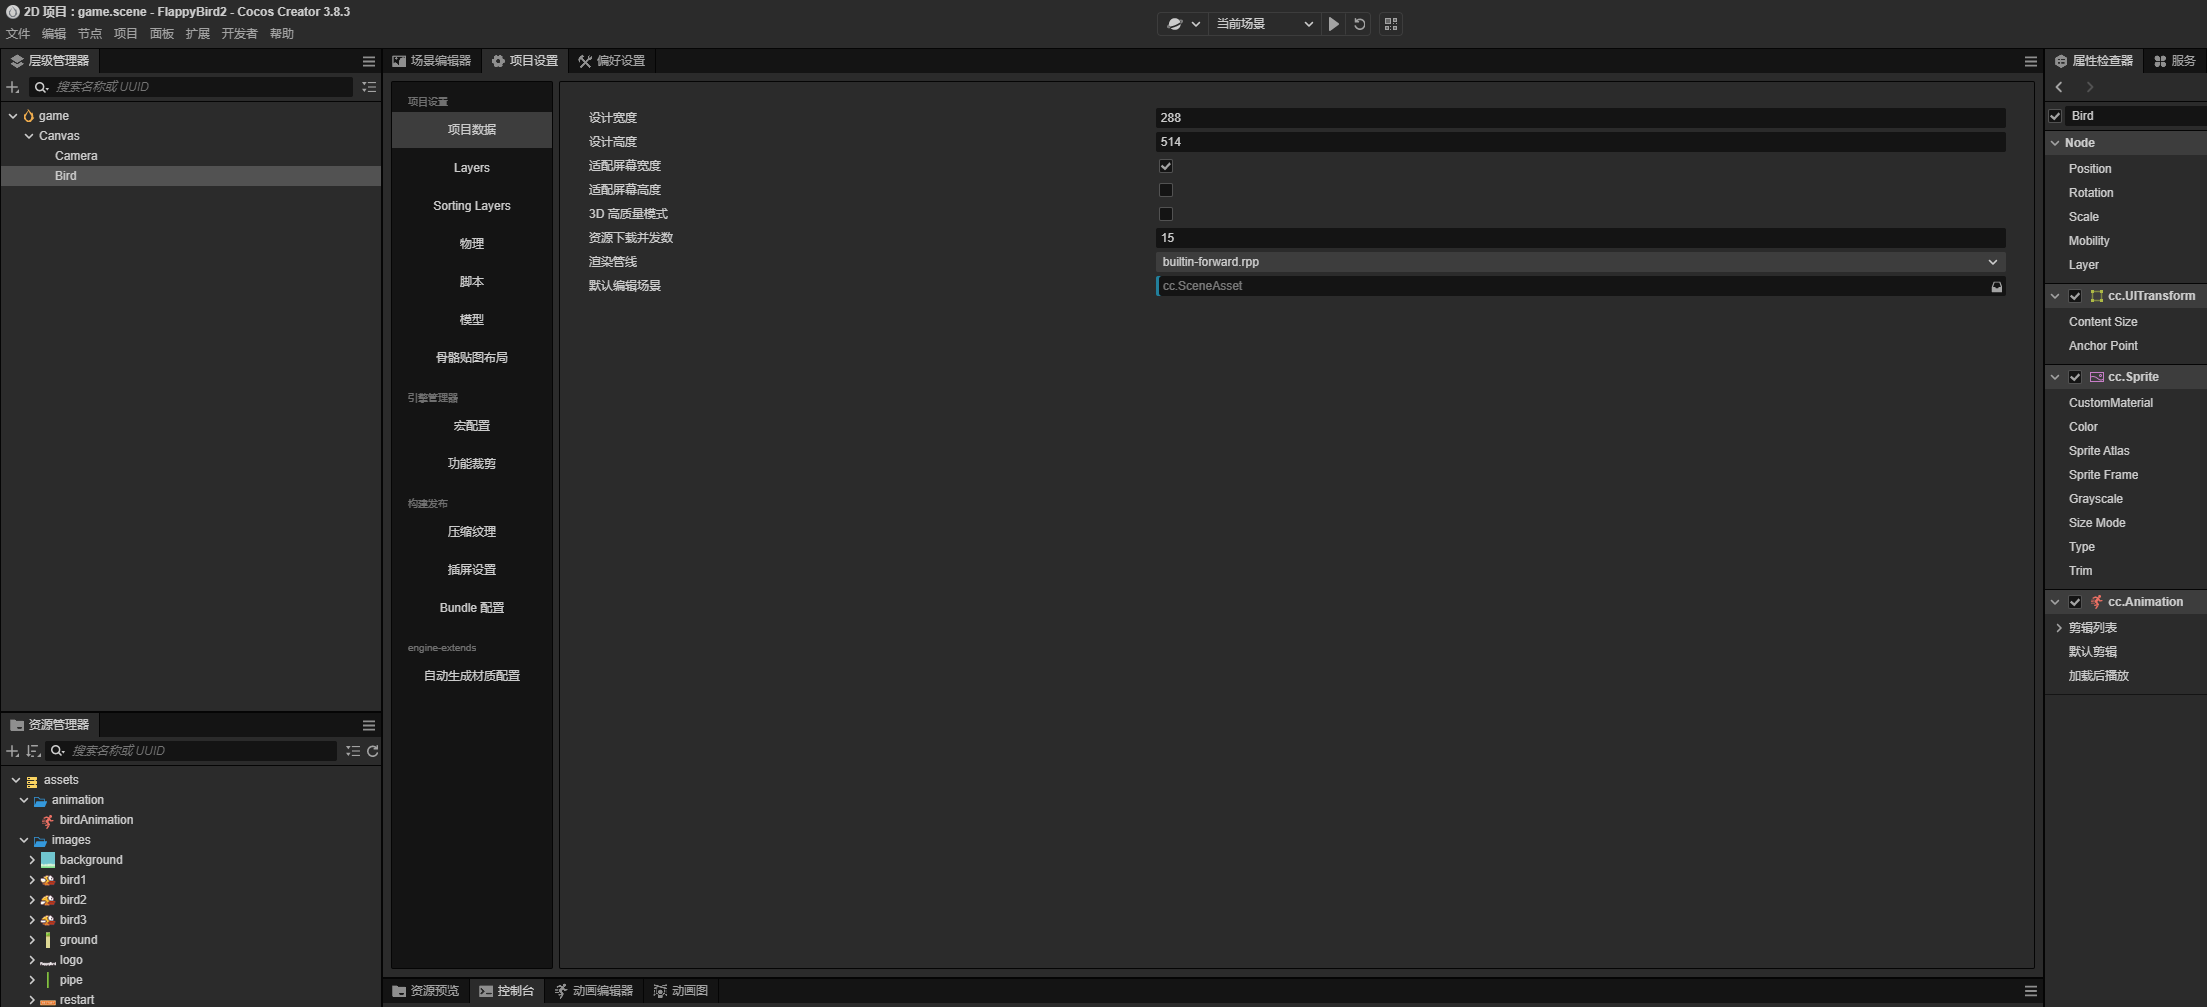 2D 项目 : game.scene - FlappyBird2 - Cocos Creator 3.8.3
文件 编辑 节点 项目 面板 扩展 开发者 帮助
当前场景
层级管理器
搜索名称或 UUID
game
Canvas
Camera
Bird
资源管理器
搜索名称或 UUID
assets
animation
birdAnimation
images
background
bird1
bird2
bird3
ground
logo
pipe
restart
场景编辑器 项目设置 偏好设置
项目设置
项目数据
Layers
Sorting Layers
物理
脚本
模型
骨骼贴图布局
引擎管理器
宏配置
功能裁剪
构建发布
压缩纹理
插屏设置
Bundle 配置
engine-extends
自动生成材质配置
设计宽度 288
设计高度 514
适配屏幕宽度
适配屏幕高度
3D 高质量模式
资源下载并发数 15
渲染管线 builtin-forward.rpp
默认编辑场景 cc.SceneAsset
资源预览 控制台 动画编辑器 动画图
属性检查器 服务
Bird
Node
Position
Rotation
Scale
Mobility
Layer
cc.UITransform
Content Size
Anchor Point
cc.Sprite
CustomMaterial
Color
Sprite Atlas
Sprite Frame
Grayscale
Size Mode
Type
Trim
cc.Animation
剪辑列表
默认剪辑
加载后播放